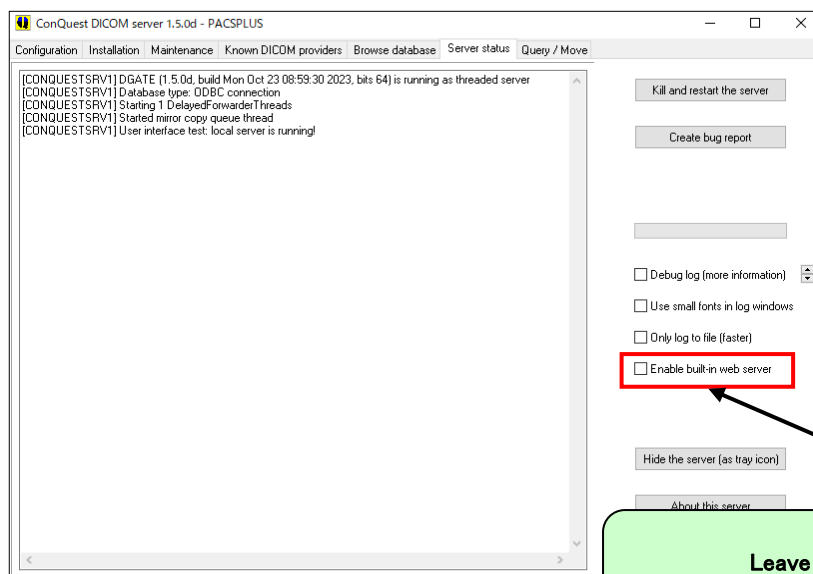 ConQuest DICOM server 1.5.0d - PACSPLUS
Configuration Installation Maintenance Known DICOM providers Browse database Server status Query / Move
[CONQUESTSRV1] DGATE (1.5.0d, build Mon Oct 23 08:59:30 2023, bits 64) is running as threaded server
[CONQUESTSRV1] Database type: ODBC connection
[CONQUESTSRV1] Starting 1 DelayedForwarderThreads
[CONQUESTSRV1] Started mirror copy queue thread
[CONQUESTSRV1] User interface test: local server is running!
Kill and restart the server
Create bug report
Debug log (more information)
Use small fonts in log windows
Only log to file (faster)
Enable built-in web server
Hide the server (as tray icon)
About this server
Leave